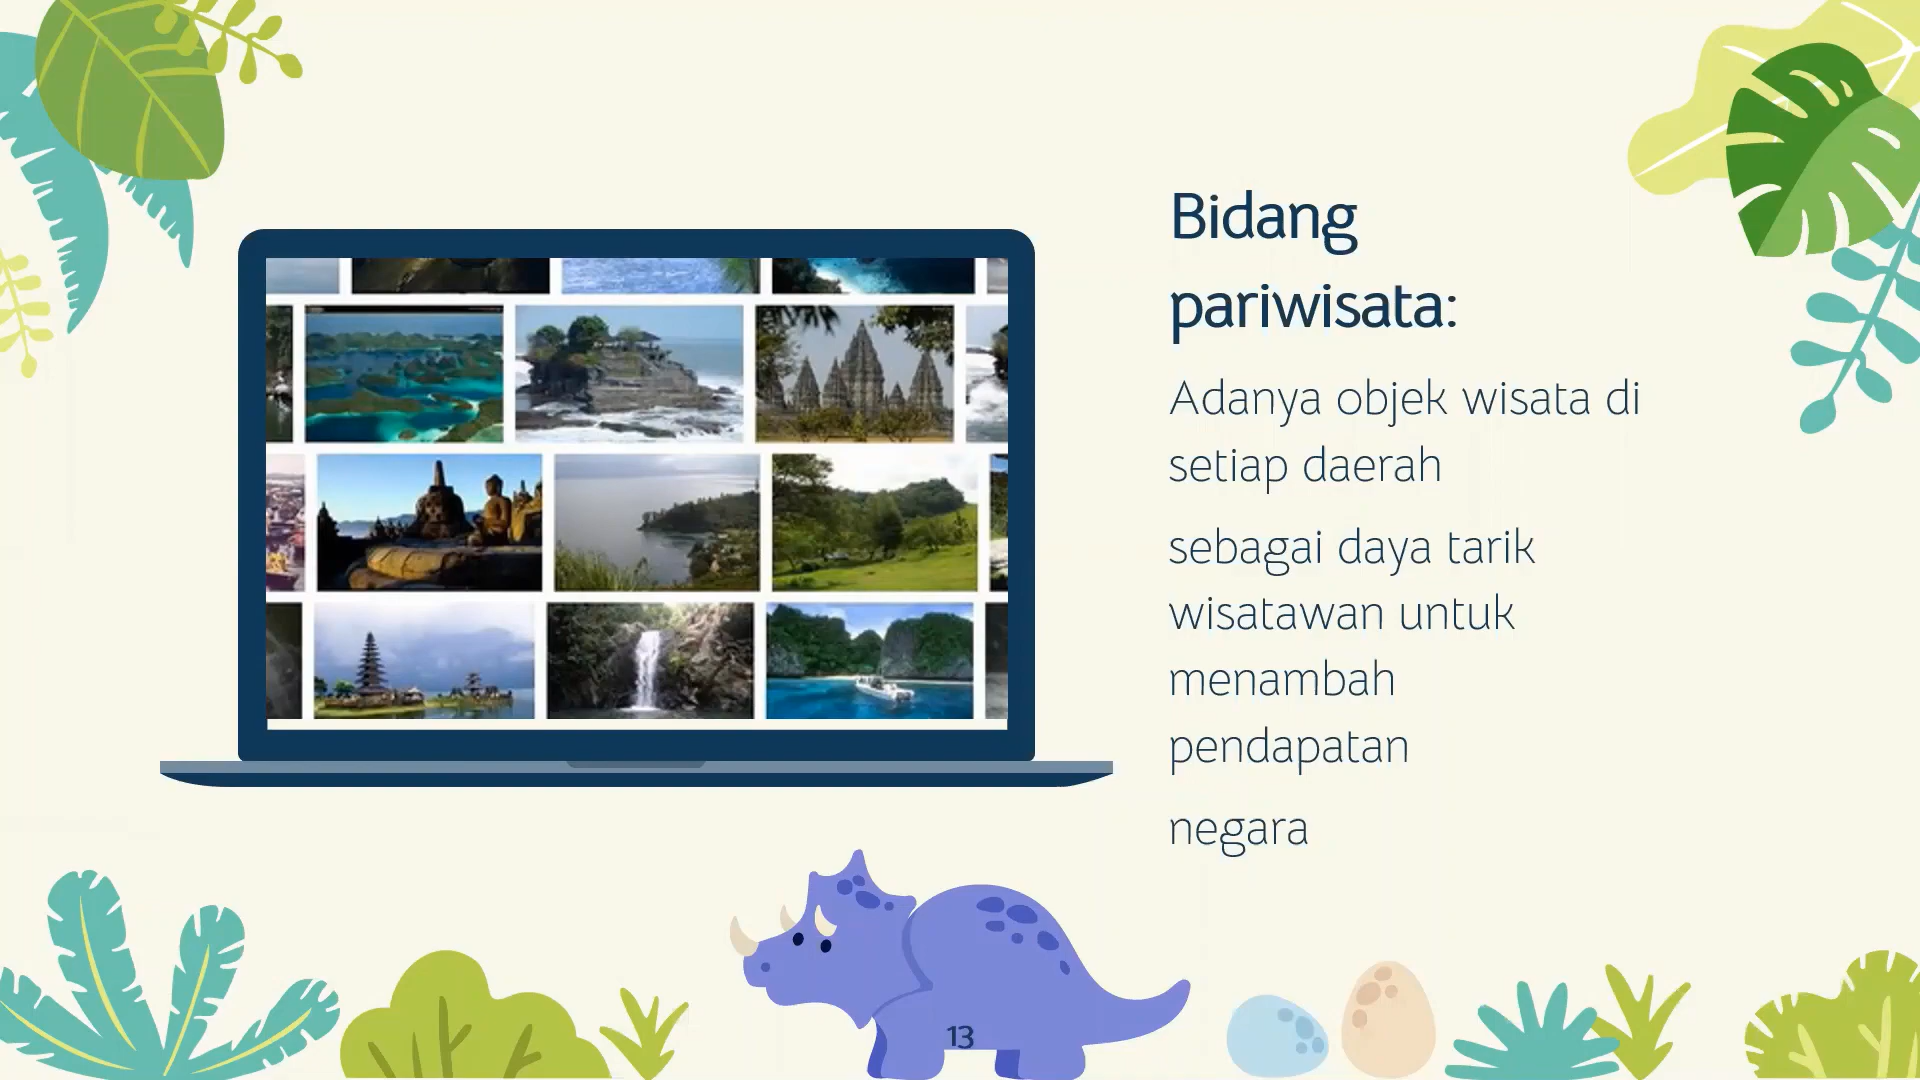 Bidang
pariwisata:
Adanya objek wisata di
setiap daerah
sebagai daya tarik
wisatawan untuk
menambah
pendapatan
negara
13